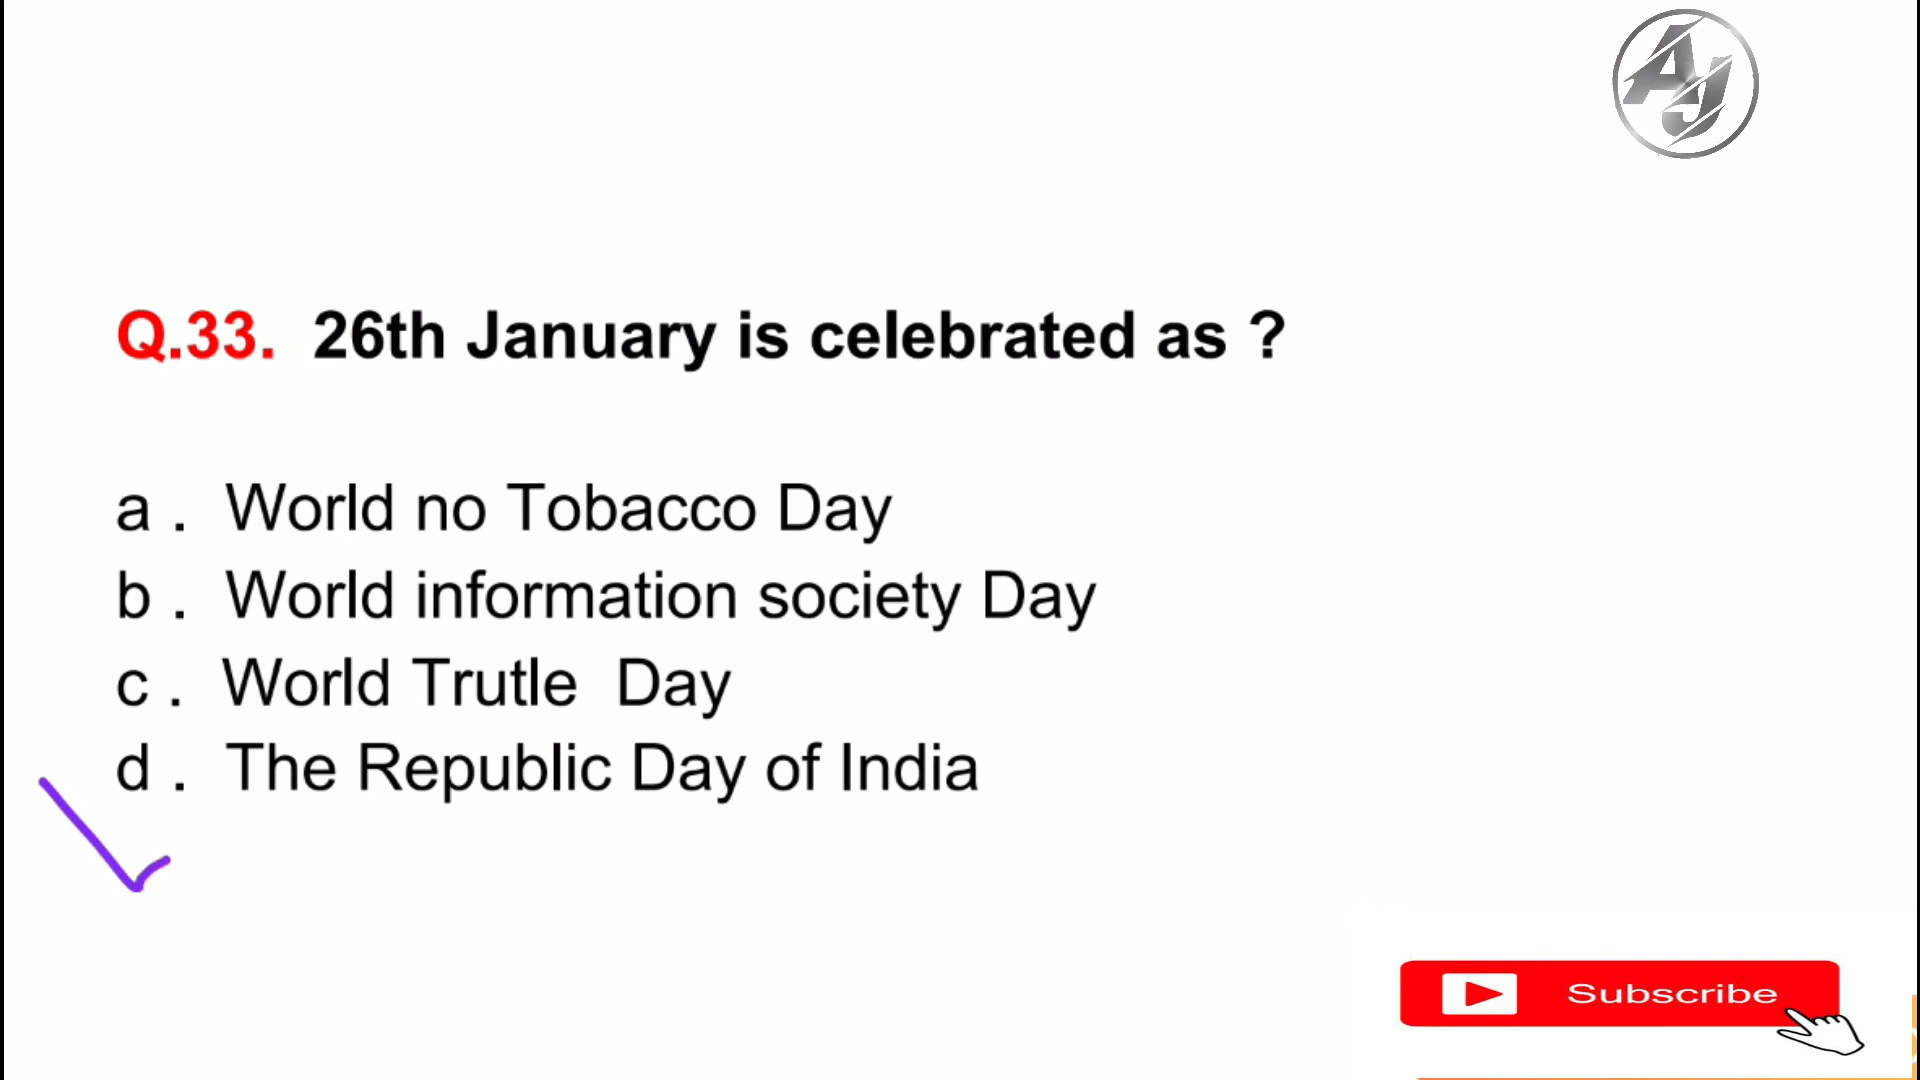 AJ
Q.33. 26th January is celebrated as ?
a . World no Tobacco Day
b . World information society Day
c . World Trutle Day
d . The Republic Day of India
Subscribe